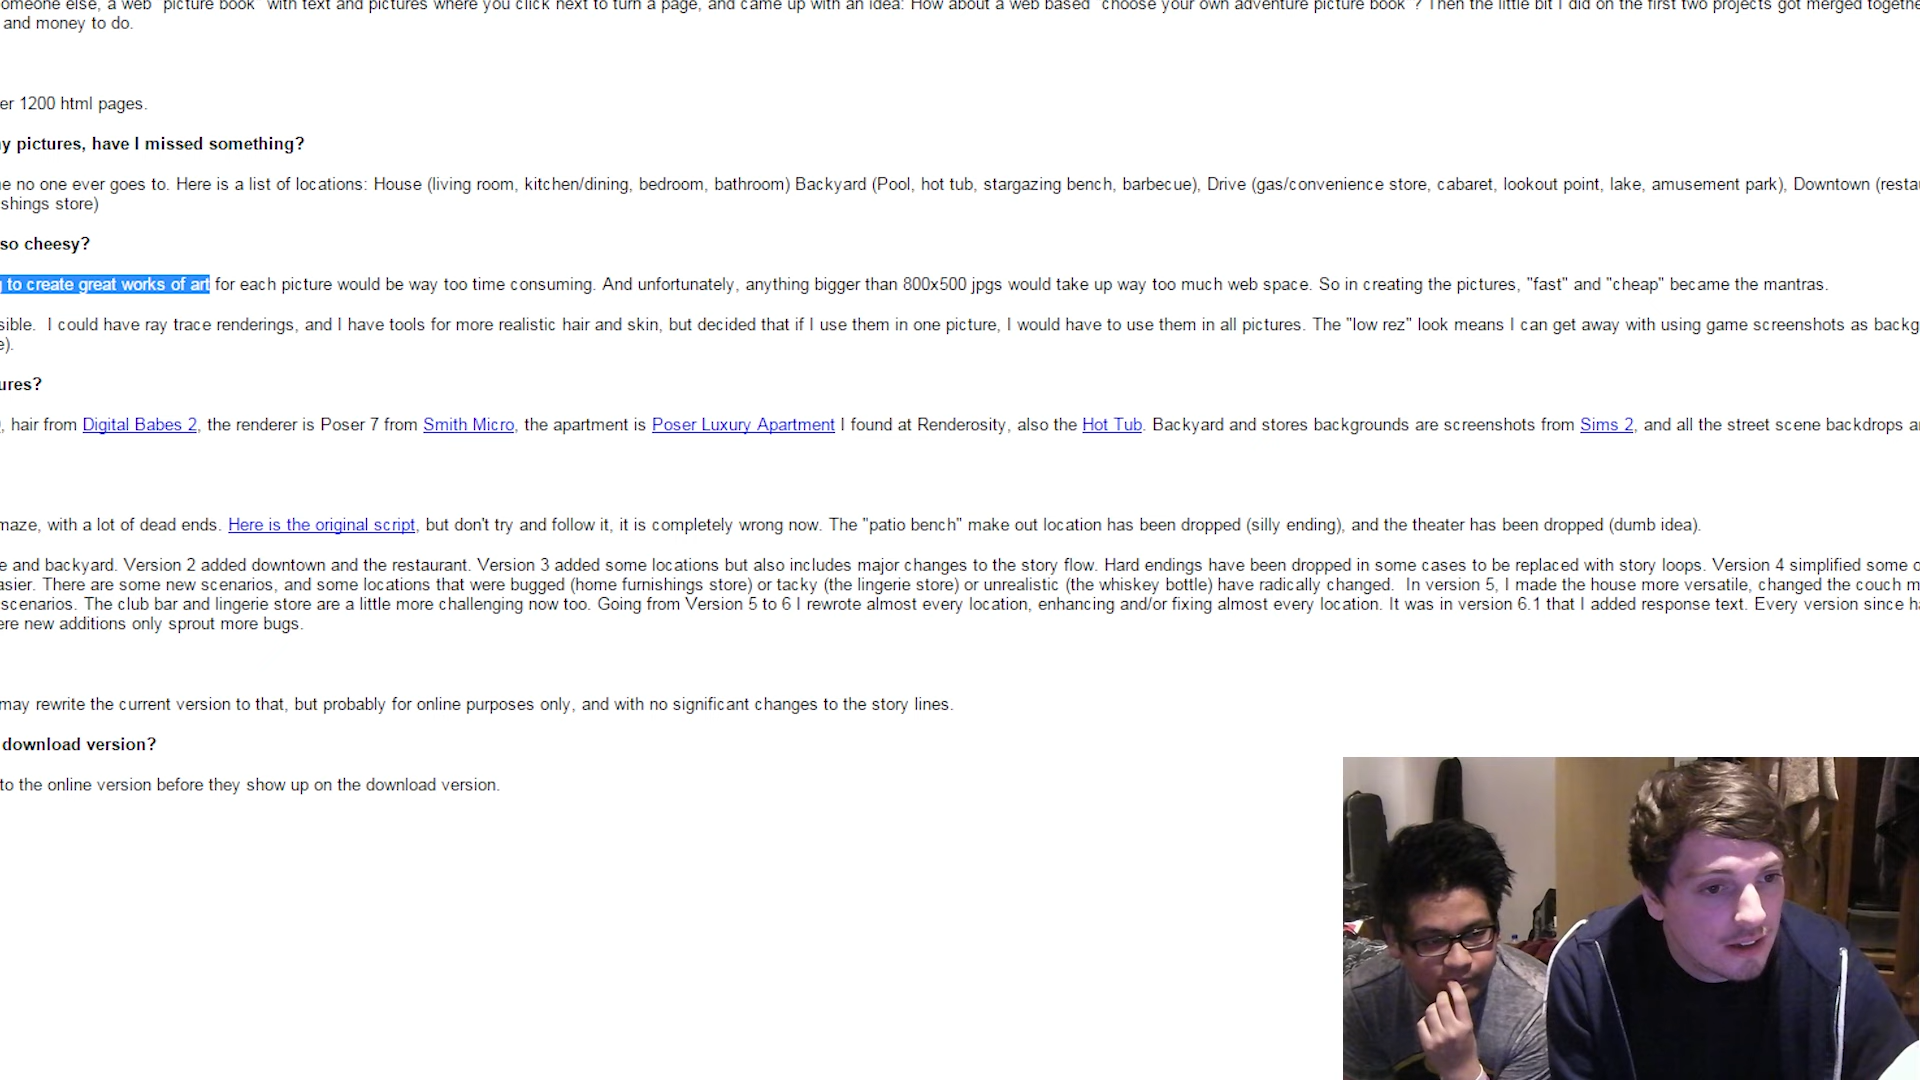 omeone else, a web "picture book" with text and pictures where you click next to turn a page, and came up with an idea: How about a web based "choose your own adventure picture book"? Then the little bit I did on the first two projects got merged togethe
and money to do.
er 1200 html pages.
y pictures, have I missed something?
e no one ever goes to. Here is a list of locations: House (living room, kitchen/dining, bedroom, bathroom) Backyard (Pool, hot tub, stargazing bench, barbecue), Drive (gas/convenience store, cabaret, lookout point, lake, amusement park), Downtown (resta
shings store)
so cheesy?
to create great works of art for each picture would be way too time consuming. And unfortunately, anything bigger than 800x500 jpgs would take up way too much web space. So in creating the pictures, "fast" and "cheap" became the mantras.
sible.  I could have ray trace renderings, and I have tools for more realistic hair and skin, but decided that if I use them in one picture, I would have to use them in all pictures. The "low rez" look means I can get away with using game screenshots as backg
e).
ures?
, hair from Digital Babes 2, the renderer is Poser 7 from Smith Micro, the apartment is Poser Luxury Apartment I found at Renderosity, also the Hot Tub. Backyard and stores backgrounds are screenshots from Sims 2, and all the street scene backdrops a
maze, with a lot of dead ends. Here is the original script, but don't try and follow it, it is completely wrong now. The "patio bench" make out location has been dropped (silly ending), and the theater has been dropped (dumb idea).
e and backyard. Version 2 added downtown and the restaurant. Version 3 added some locations but also includes major changes to the story flow. Hard endings have been dropped in some cases to be replaced with story loops. Version 4 simplified some o
asier. There are some new scenarios, and some locations that were bugged (home furnishings store) or tacky (the lingerie store) or unrealistic (the whiskey bottle) have radically changed.  In version 5, I made the house more versatile, changed the couch m
scenarios. The club bar and lingerie store are a little more challenging now too. Going from Version 5 to 6 I rewrote almost every location, enhancing and/or fixing almost every location. It was in version 6.1 that I added response text. Every version since h
ere new additions only sprout more bugs.
may rewrite the current version to that, but probably for online purposes only, and with no significant changes to the story lines.
download version?
to the online version before they show up on the download version.